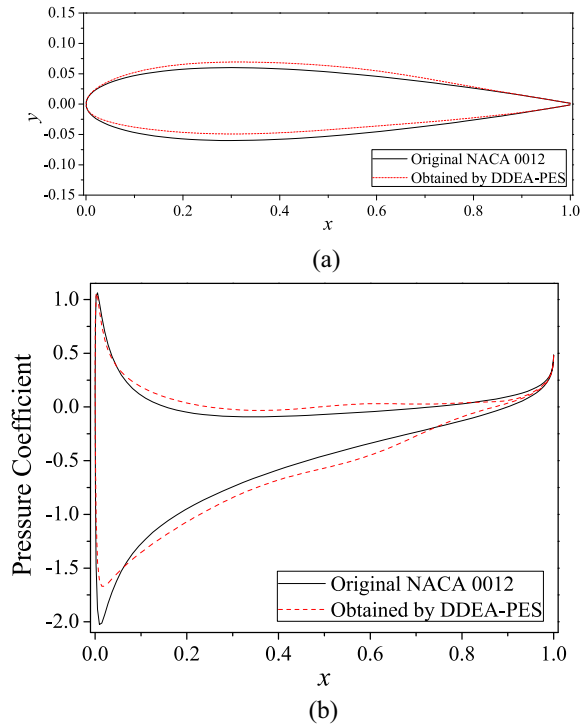 0.15
0.10
0.05
0.00
-0.05
-0.10
-0.15
y
Original NACA 0012
Obtained by DDEA-PES
0.0 0.2 0.4 0.6 0.8 1.0
x
(a)
1.0
0.5
0.0
-0.5
-1.0
-1.5
-2.0
Pressure Coefficient
Original NACA 0012
Obtained by DDEA-PES
0.0 0.2 0.4 0.6 0.8 1.0
x
(b)